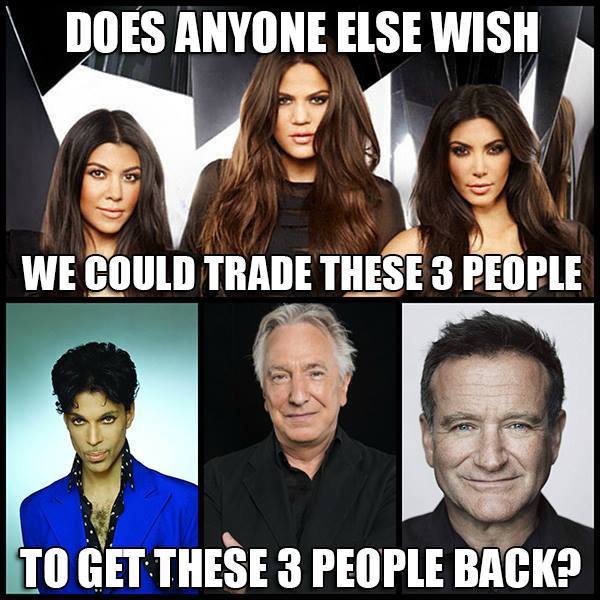 DOES ANYONE ELSE WISH
WE COULD TRADE THESE 3 PEOPLE
TO GET THESE 3 PEOPLE BACK?